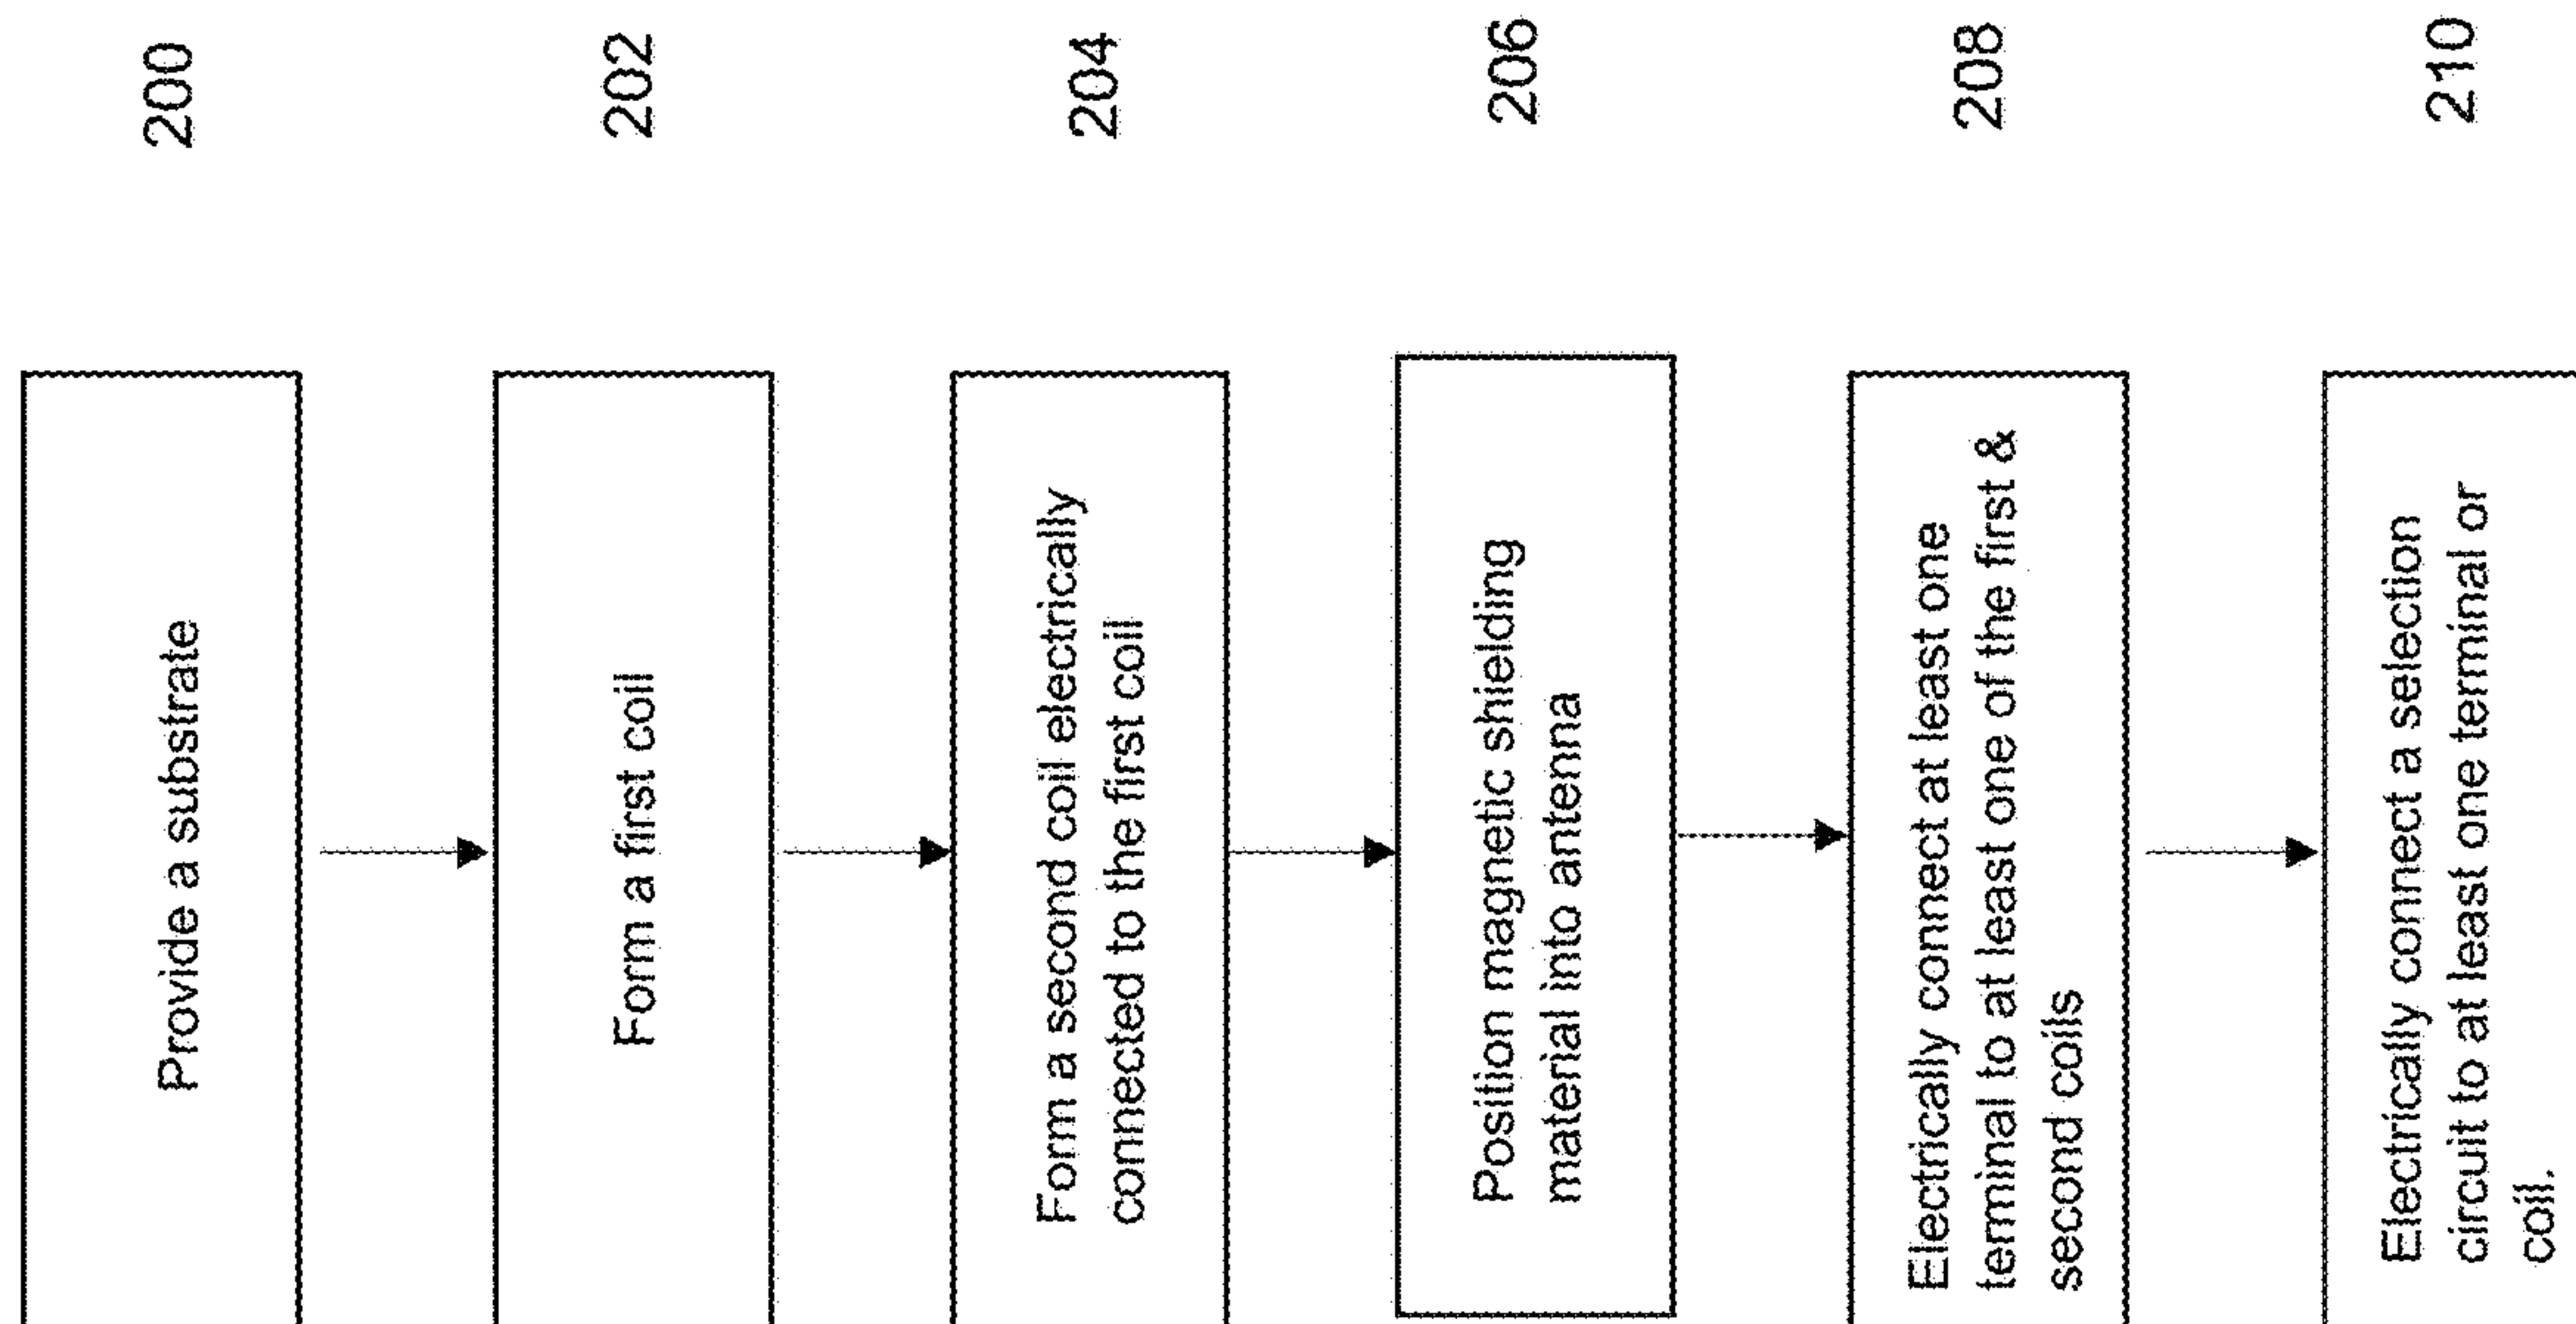 Provide a substrate
200
Form a first coil
202
Form a second coil electrically
connected to the first coil
204
Position magnetic shielding
material into antenna
206
Electrically connect at least one
terminal to at least one of the first &
second coils
208
Electrically connect a selection
circuit to at least one terminal or
coil.
210